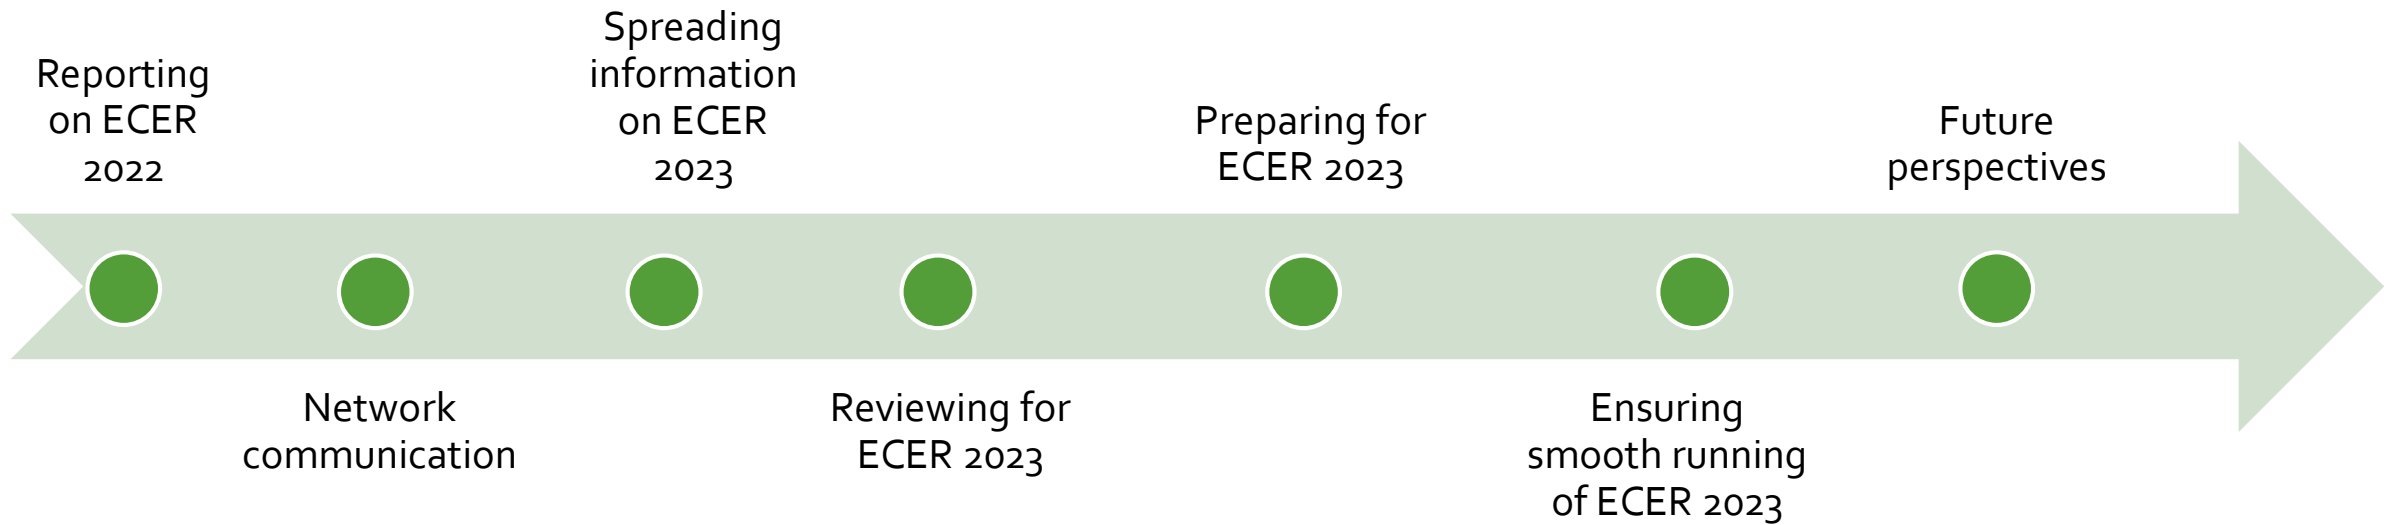 Reporting
on ECER
2022
Network
communication
Spreading
information
on ECER
2023
Reviewing for
ECER 2023
Preparing for
ECER 2023
Ensuring
smooth running
of ECER 2023
Future
perspectives